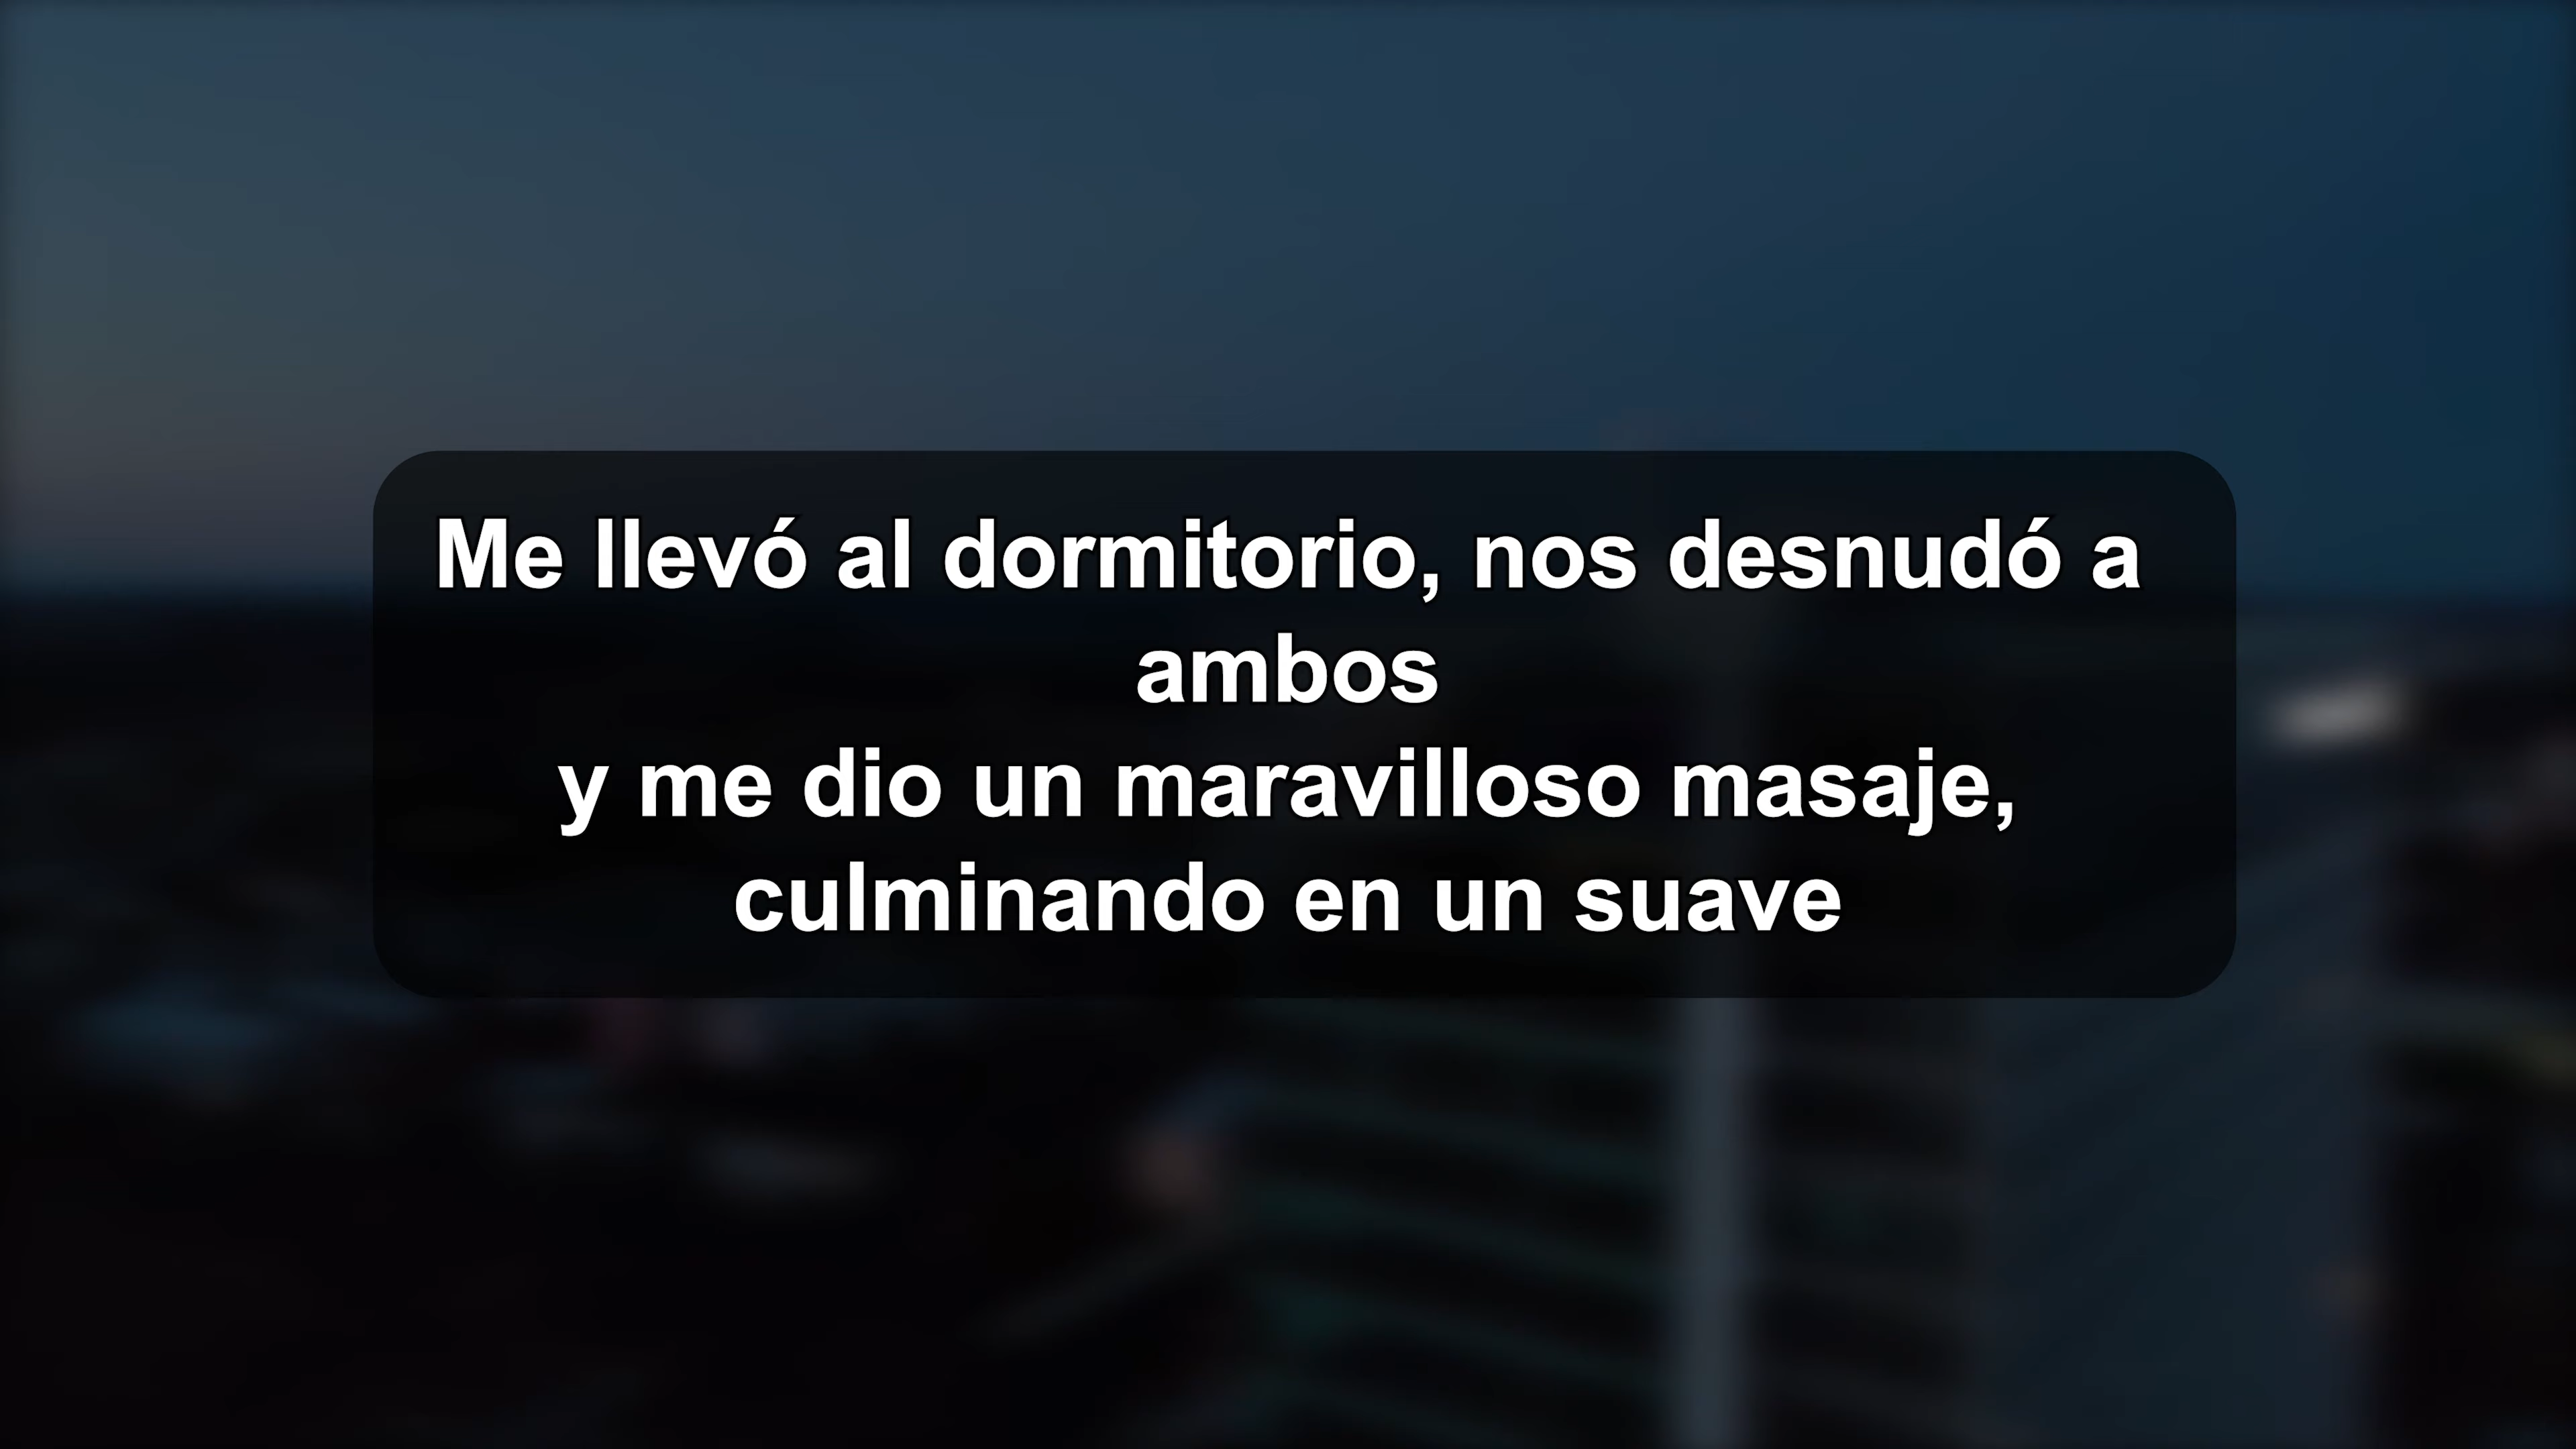 Me llevó al dormitorio, nos desnudó a
ambos
y me dio un maravilloso masaje,
culminando en un suave